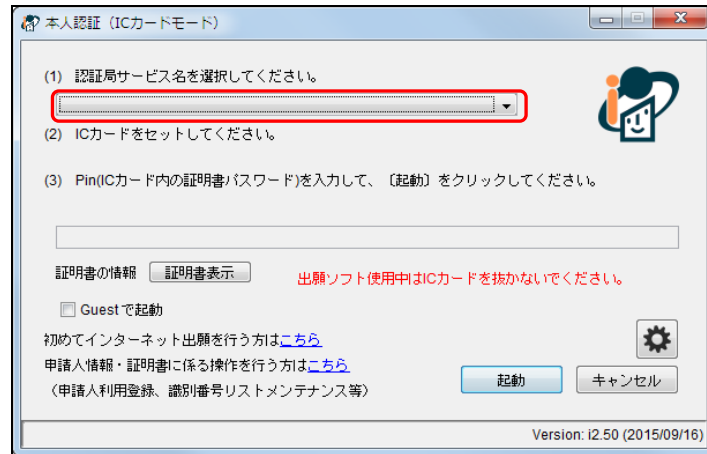 本人認証（ICカードモード）
(1) 認証局サービス名を選択してください。
(2) ICカードをセットしてください。
(3) Pin(ICカード内の証明書パスワード)を入力して、〔起動〕をクリックしてください。
証明書の情報 証明書表示 出願ソフト使用中はICカードを抜かないでください。
Guestで起動
初めてインターネット出願を行う方はこちら
申請人情報・証明書に係る操作を行う方はこちら
（申請人利用登録、識別番号リストメンテナンス等）
起動 キャンセル
Version: i2.50 (2015/09/16)